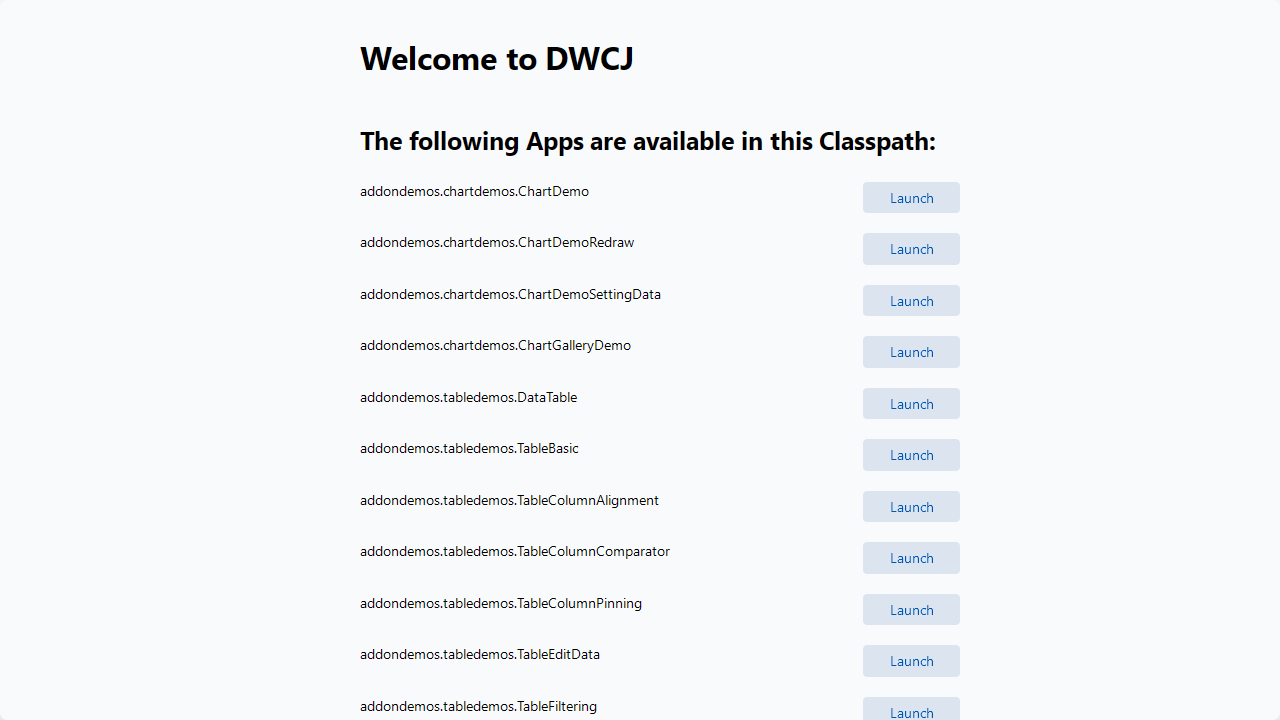 Welcome to DWCJ
The following Apps are available in this Classpath:
addondemos.chartdemos.ChartDemo Launch
addondemos.chartdemos.ChartDemoRedraw Launch
addondemos.chartdemos.ChartDemoSettingData Launch
addondemos.chartdemos.ChartGalleryDemo Launch
addondemos.tabledemos.DataTable Launch
addondemos.tabledemos.TableBasic Launch
addondemos.tabledemos.TableColumnAlignment Launch
addondemos.tabledemos.TableColumnComparator Launch
addondemos.tabledemos.TableColumnPinning Launch
addondemos.tabledemos.TableEditData Launch
addondemos.tabledemos.TableFiltering Launch